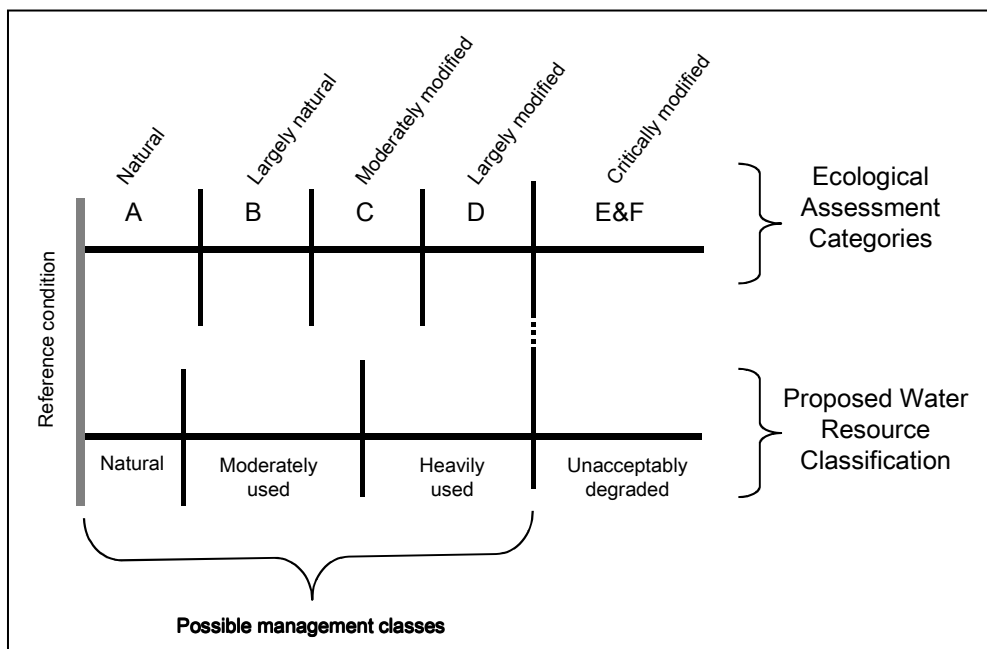 Natural
Largely natural
Moderately modified
Largely modified
Critically modified
A
B
C
D
E&F
Ecological
Assessment
Categories
Reference condition
Natural
Moderately
used
Heavily
used
Unacceptably
degraded
Proposed Water
Resource
Classification
Possible management classes